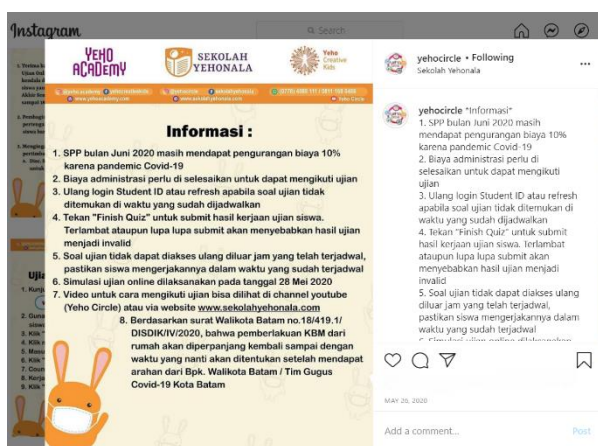 Instagram
Search
YEHO
ACADEMY
SEKOLAH
YEHONALA
Yeho
Creative
Kids
www.yehoacademy.com
Yeho Circle
Informasi :
1. SPP bulan Juni 2020 masih mendapat pengurangan biaya 10%
karena pandemic Covid-19
2. Biaya administrasi perlu di selesaikan untuk dapat mengikuti ujian
3. Ulang login Student ID atau refresh apabila soal ujian tidak
ditemukan di waktu yang sudah dijadwalkan
4. Tekan "Finish Quiz" untuk submit hasil kerjaan ujian siswa.
Terlambat ataupun lupa lupa submit akan menyebabkan hasil ujian
menjadi invalid
5. Soal ujian tidak dapat diakses ulang diluar jam yang telah terjadwal,
pastikan siswa mengerjakannya dalam waktu yang sudah terjadwal
6. Simulasi ujian online dilaksanakan pada tanggal 28 Mei 2020
7. Video untuk cara mengikuti ujian bisa dilihat di channel youtube
(Yeho Circle) atau via website www.sekolahyehonala.com
8. Berdasarkan surat Walikota Batam no.18/419.1/
DISDIK/IV/2020, bahwa pemberlakuan KBM dari
rumah akan diperpanjang kembali sampai dengan
waktu yang nanti akan ditentukan setelah mendapat
arahan dari Bpk. Walikota Batam / Tim Gugus
Covid-19 Kota Batam
yehocircle • Following
Sekolah Yehonala
yehocircle "Informasi"
1. SPP bulan Juni 2020 masih
mendapat pengurangan biaya 10%
karena pandemic Covid-19
2. Biaya administrasi perlu di
selesaikan untuk dapat mengikuti
ujian
3. Ulang login Student ID atau refresh
apabila soal ujian tidak ditemukan di
waktu yang sudah dijadwalkan
4. Tekan "Finish Quiz" untuk submit
hasil kerjaan ujian siswa. Terlambat
ataupun lupa lupa submit akan
menyebabkan hasil ujian menjadi
invalid
5. Soal ujian tidak dapat diakses ulang
diluar jam yang telah terjadwal,
pastikan siswa mengerjakannya dalam
waktu yang sudah terjadwal
6. Simulasi ujian online dilaksanakan
Add a comment...
Post